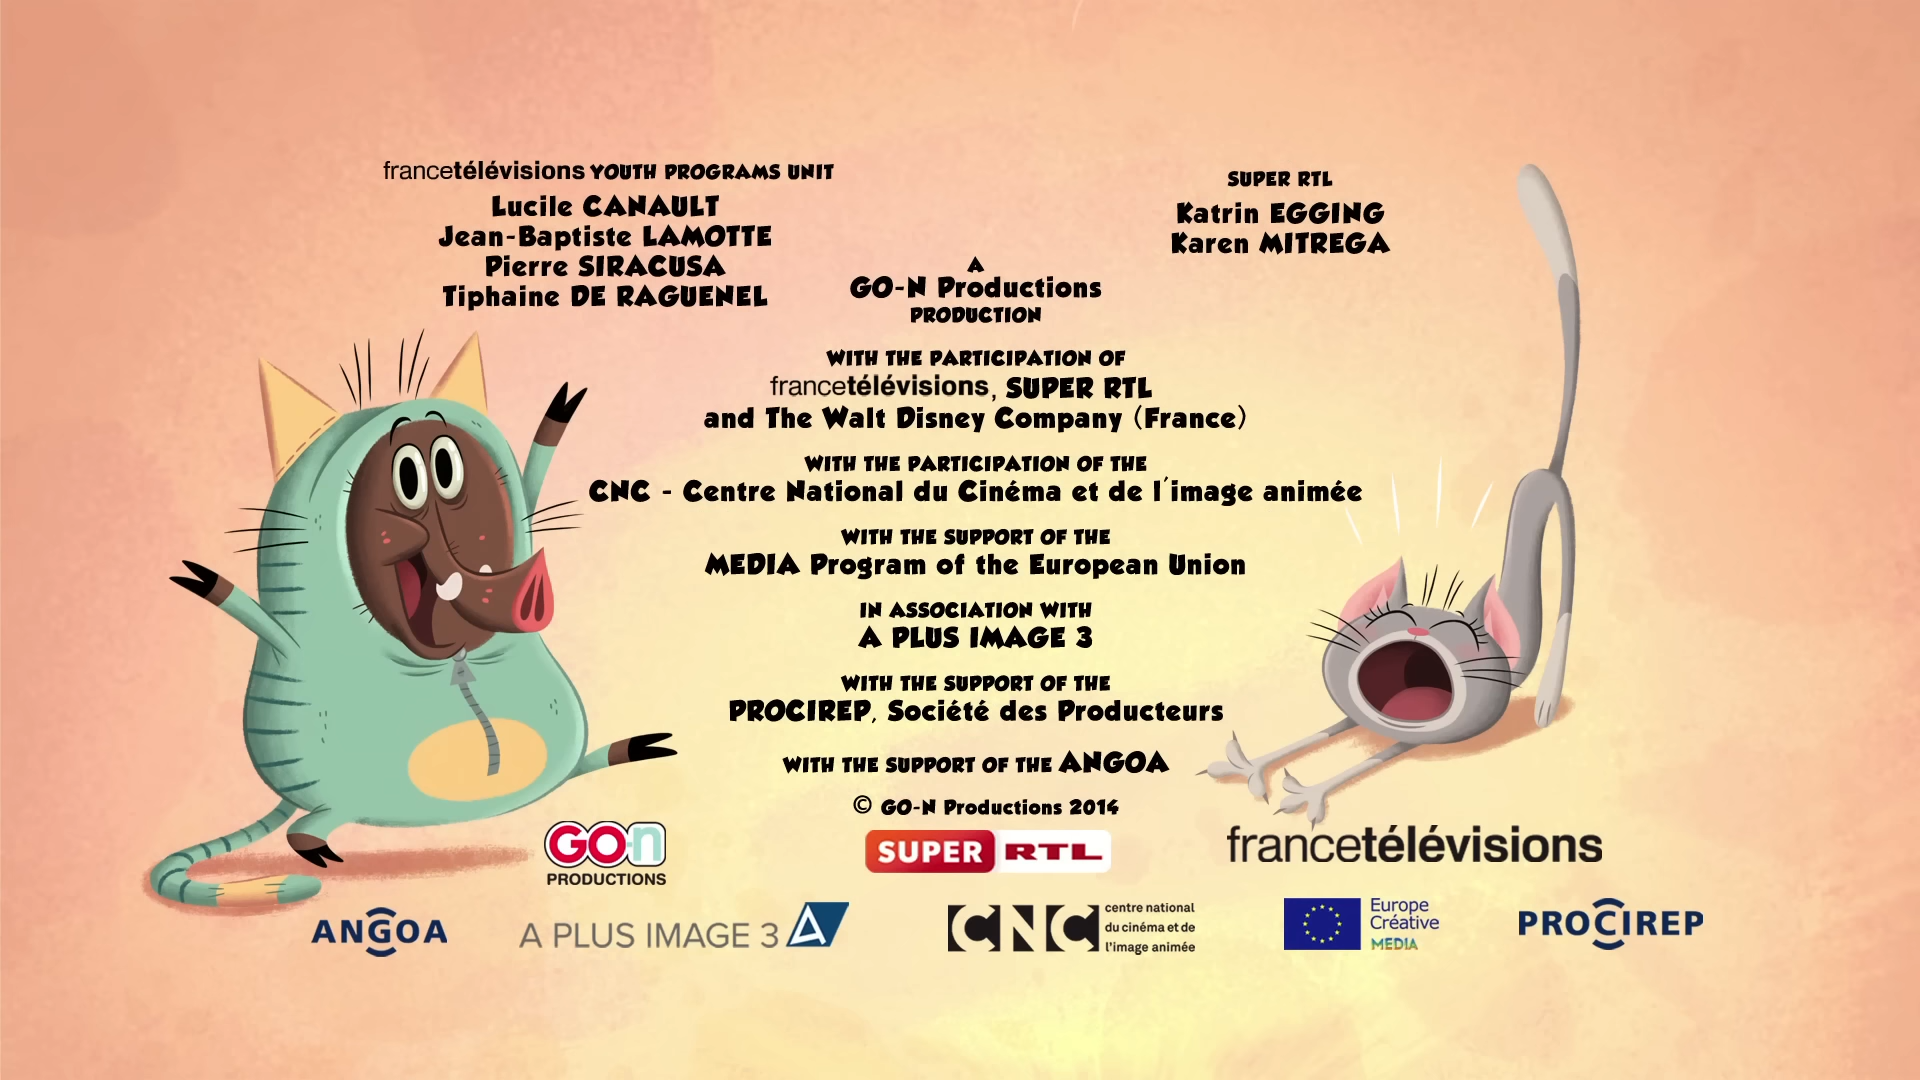 francetélévisions YOUTH PROGRAMS UNIT
Lucile CANAULT
Jean-Baptiste LAMOTTE
Pierre SIRACUSA
Tiphaine DE RAGUENEL
SUPER RTL
Katrin EGGING
Karen MITREGA
A
GO-N Productions
PRODUCTION
WITH THE PARTICIPATION OF
francetélévisions, SUPER RTL
and The Walt Disney Company (France)
WITH THE PARTICIPATION OF THE
CNC - Centre National du Cinéma et de l'image animée
WITH THE SUPPORT OF THE
MEDIA Program of the European Union
IN ASSOCIATION WITH
A PLUS IMAGE 3
WITH THE SUPPORT OF THE
PROCIREP, Société des Producteurs
WITH THE SUPPORT OF THE ANGOA
© GO-N Productions 2014
GO-n
PRODUCTIONS
SUPER RTL
francetélévisions
ANGOA
A PLUS IMAGE 3
CNC
centre national
du cinéma et de
l'image animée
Europe
Créative
MEDIA
PROCIREP